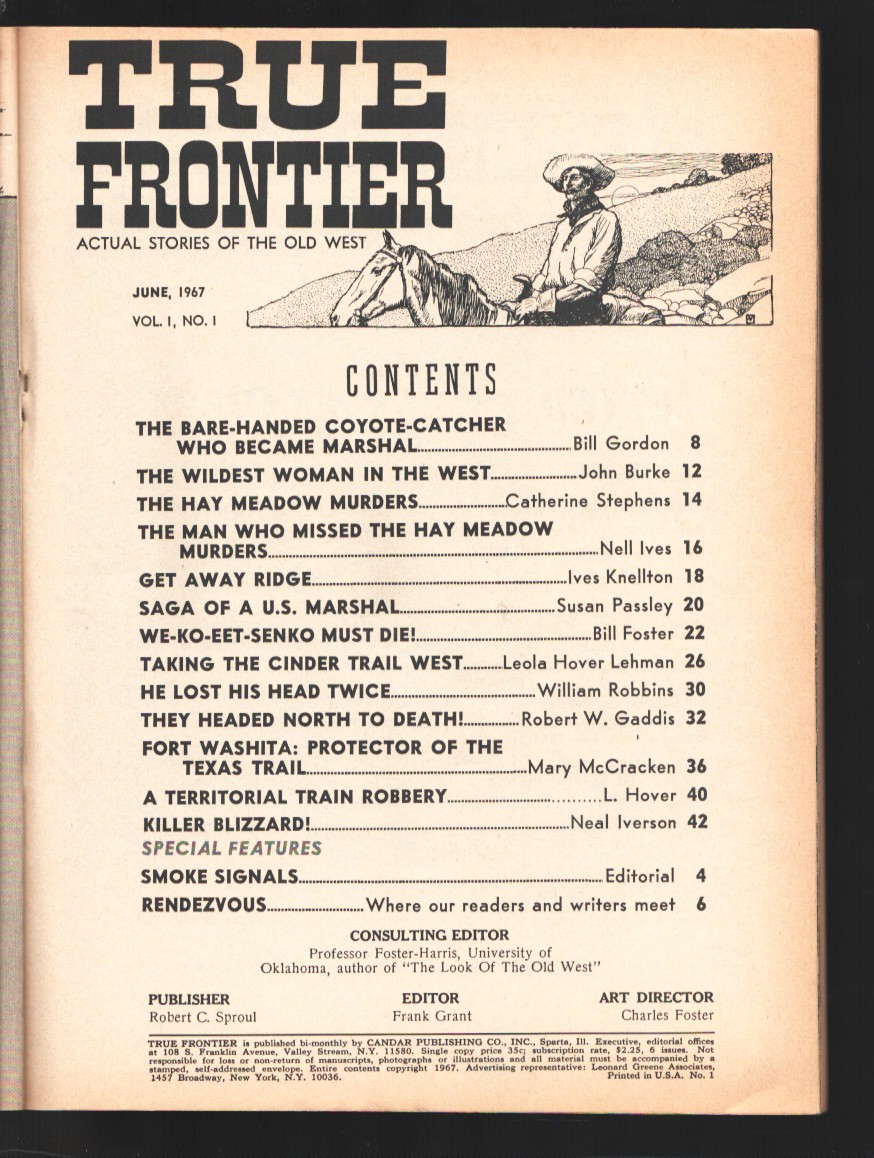 TRUE
FRONTIER
ACTUAL STORIES OF THE OLD WEST
JUNE, 1967
VOL. I, NO. I
CONTENTS
THE BARE-HANDED COYOTE-CATCHER
WHO BECAME MARSHAL..............................Bill Gordon 8
THE WILDEST WOMAN IN THE WEST.................John Burke 12
THE HAY MEADOW MURDERS.................Catherine Stephens 14
THE MAN WHO MISSED THE HAY MEADOW
MURDERS..............................Nell Ives 16
GET AWAY RIDGE..............................Ives Knellton 18
SAGA OF A U.S. MARSHAL..............................Susan Passley 20
WE-KO-EET-SENKO MUST DIE!..............................Bill Foster 22
TAKING THE CINDER TRAIL WEST..........Leola Hover Lehman 26
HE LOST HIS HEAD TWICE..............................William Robbins 30
THEY HEADED NORTH TO DEATH!............Robert W. Gaddis 32
FORT WASHITA: PROTECTOR OF THE
TEXAS TRAIL..............................Mary McCracken 36
A TERRITORIAL TRAIN ROBBERY..............................L. Hover 40
KILLER BLIZZARD!..............................Neal Iverson 42
SPECIAL FEATURES
SMOKE SIGNALS..............................Editorial 4
RENDEZVOUS....................Where our readers and writers meet 6
CONSULTING EDITOR
Professor Foster-Harris, University of
Oklahoma, author of "The Look Of The Old West"
PUBLISHER EDITOR ART DIRECTOR
Robert C. Sproul Frank Grant Charles Foster
TRUE FRONTIER is published bi-monthly by CANDAR PUBLISHING CO., INC., Sparta, Ill. Executive, editorial offices
at 108 S. Franklin Avenue, Valley Stream, N.Y. 11580. Single copy price 35c; subscription rate, $2.25, 6 issues. Not
responsible for loss or non-return of manuscripts, photographs or illustrations and all material must be accompanied by a
stamped, self-addressed envelope. Entire contents copyright 1967. Advertising representative: Leonard Greene Associates,
1457 Broadway, New York, N.Y. 10036. Printed in U.S.A. No. 1